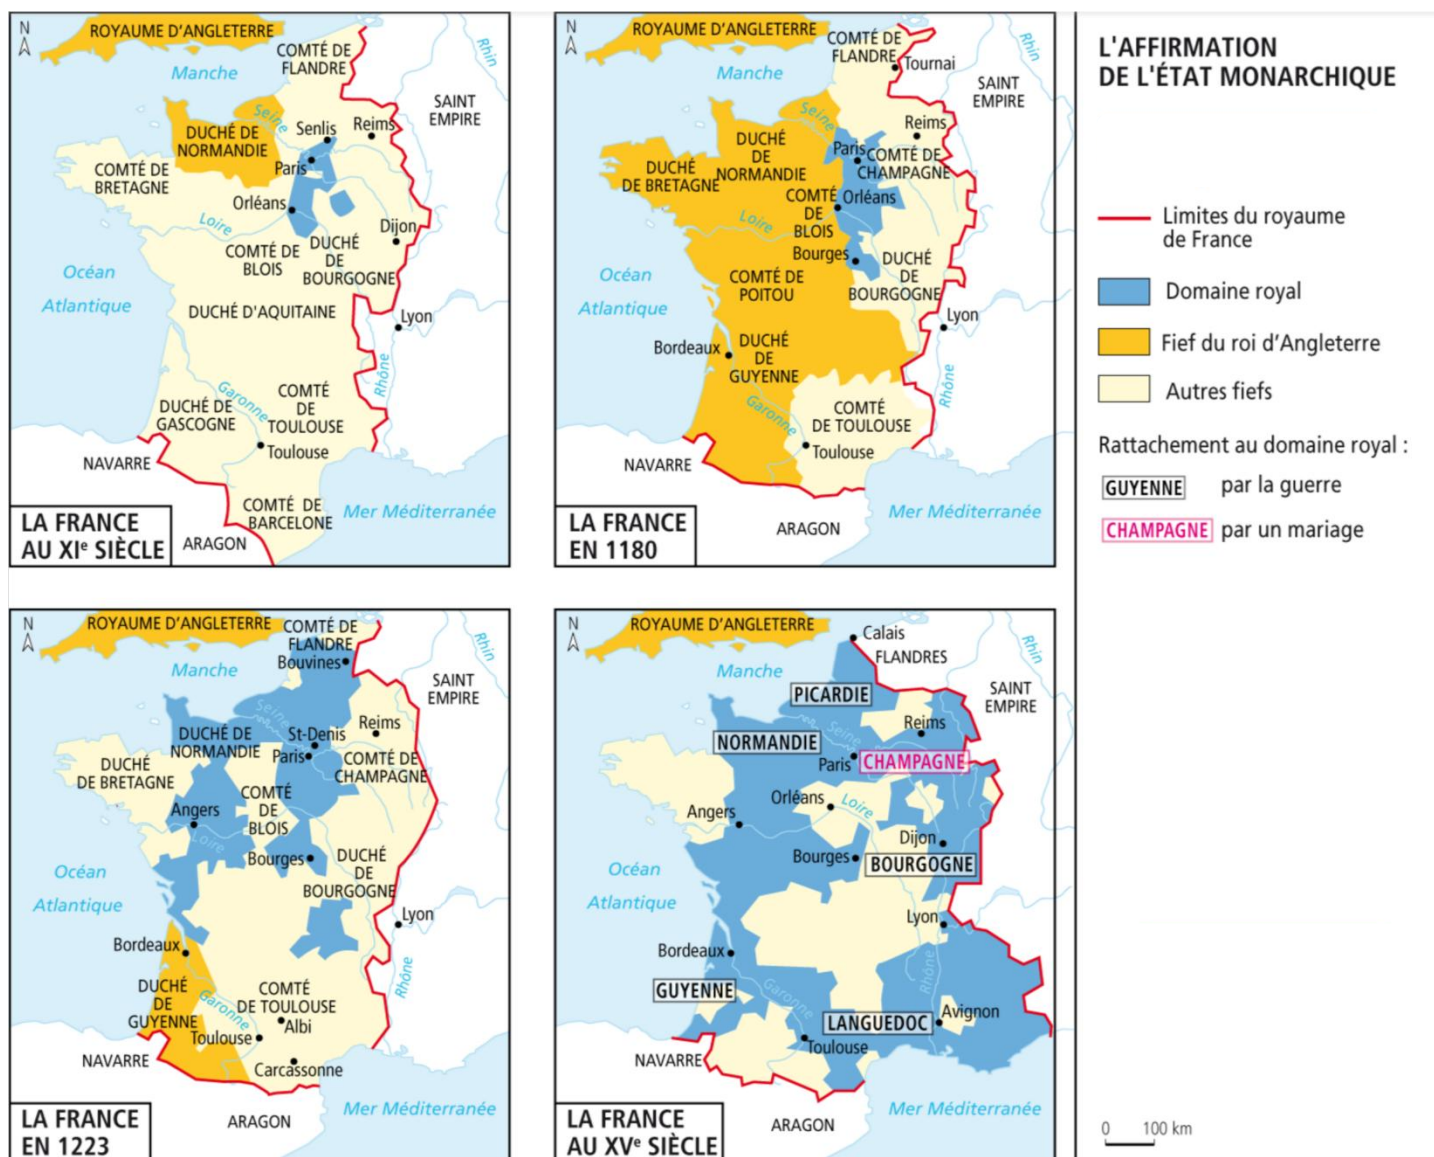 N
ROYAUME D'ANGLETERRE
COMTÉ DE
FLANDRE
Rhin
Manche
SAINT
EMPIRE
Seine
DUCHÉ DE
NORMANDIE
Senlis
Reims
Paris
COMTÉ DE
BRETAGNE
Orléans
Loire
Dijon
COMTÉ DE
BLOIS
DUCHÉ
DE
BOURGOGNE
Océan
Atlantique
DUCHÉ D'AQUITAINE
Lyon
Rhône
Garonne
DUCHÉ DE
GASCOGNE
COMTÉ
DE
TOULOUSE
Toulouse
NAVARRE
COMTÉ DE
BARCELONE
Mer Méditerranée
ARAGON
LA FRANCE
AU XIe SIÈCLE
N
ROYAUME D'ANGLETERRE
COMTÉ DE
FLANDRE
Tournai
Rhin
Manche
SAINT
EMPIRE
Seine
Reims
DUCHÉ
DE
NORMANDIE
Paris
COMTÉ DE
CHAMPAGNE
DUCHÉ
DE BRETAGNE
Orléans
COMTÉ
DE
BLOIS
Loire
Bourges
DUCHÉ
DE
BOURGOGNE
Océan
Atlantique
COMTÉ DE
POITOU
Lyon
Bordeaux
DUCHÉ
DE
GUYENNE
Rhône
Garonne
COMTÉ
DE TOULOUSE
Toulouse
NAVARRE
Mer Méditerranée
ARAGON
LA FRANCE
EN 1180
L'AFFIRMATION
DE L'ÉTAT MONARCHIQUE
Limites du royaume
de France
Domaine royal
Fief du roi d'Angleterre
Autres fiefs
Rattachement au domaine royal :
GUYENNE par la guerre
CHAMPAGNE par un mariage
N
ROYAUME D'ANGLETERRE
COMTÉ DE
FLANDRE
Bouvines
Rhin
Manche
SAINT
EMPIRE
Seine
Reims
DUCHÉ DE
NORMANDIE
St-Denis
Paris
COMTÉ DE
CHAMPAGNE
DUCHÉ
DE BRETAGNE
COMTÉ
DE
BLOIS
Angers
Loire
Bourges
DUCHÉ
DE
BOURGOGNE
Océan
Atlantique
Lyon
Bordeaux
Rhône
DUCHÉ
DE
GUYENNE
Garonne
COMTÉ
DE TOULOUSE
Albi
Toulouse
Carcassonne
NAVARRE
Mer Méditerranée
ARAGON
LA FRANCE
EN 1223
N
ROYAUME D'ANGLETERRE
Calais
FLANDRES
Rhin
Manche
SAINT
EMPIRE
PICARDIE
Seine
Reims
NORMANDIE
Paris
CHAMPAGNE
Orléans
Loire
Angers
Dijon
Bourges
BOURGOGNE
Océan
Atlantique
Lyon
Bordeaux
GUYENNE
Garonne
Rhône
Avignon
LANGUEDOC
Toulouse
NAVARRE
Mer Méditerranée
ARAGON
LA FRANCE
AU XVe SIÈCLE
0 100 km